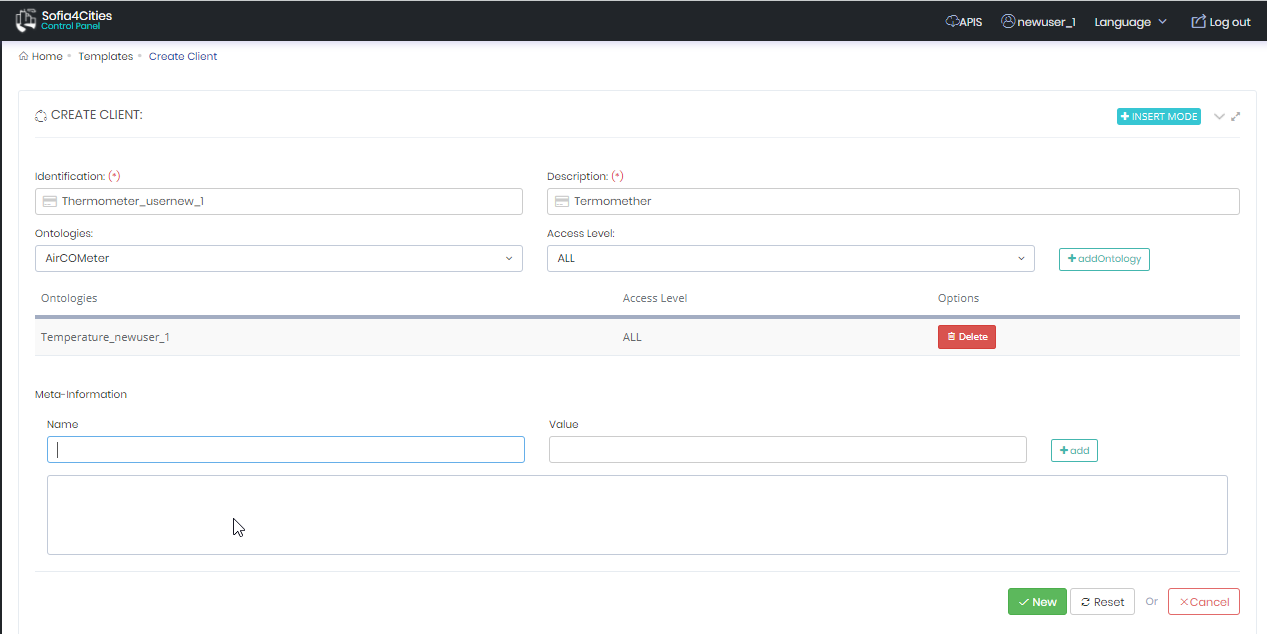 Sofia4Cities
Control Panel
APIS newuser_1 Language Log out
Home • Templates • Create Client
CREATE CLIENT:
+ INSERT MODE
Identification: (*) Description: (*)
Thermometer_usernew_1 Termomether
Ontologies: Access Level:
AirCOMeter ALL + addOntology
Ontologies Access Level Options
Temperature_newuser_1 ALL Delete
Meta-Information
Name Value
+ add
New Reset Or ×Cancel